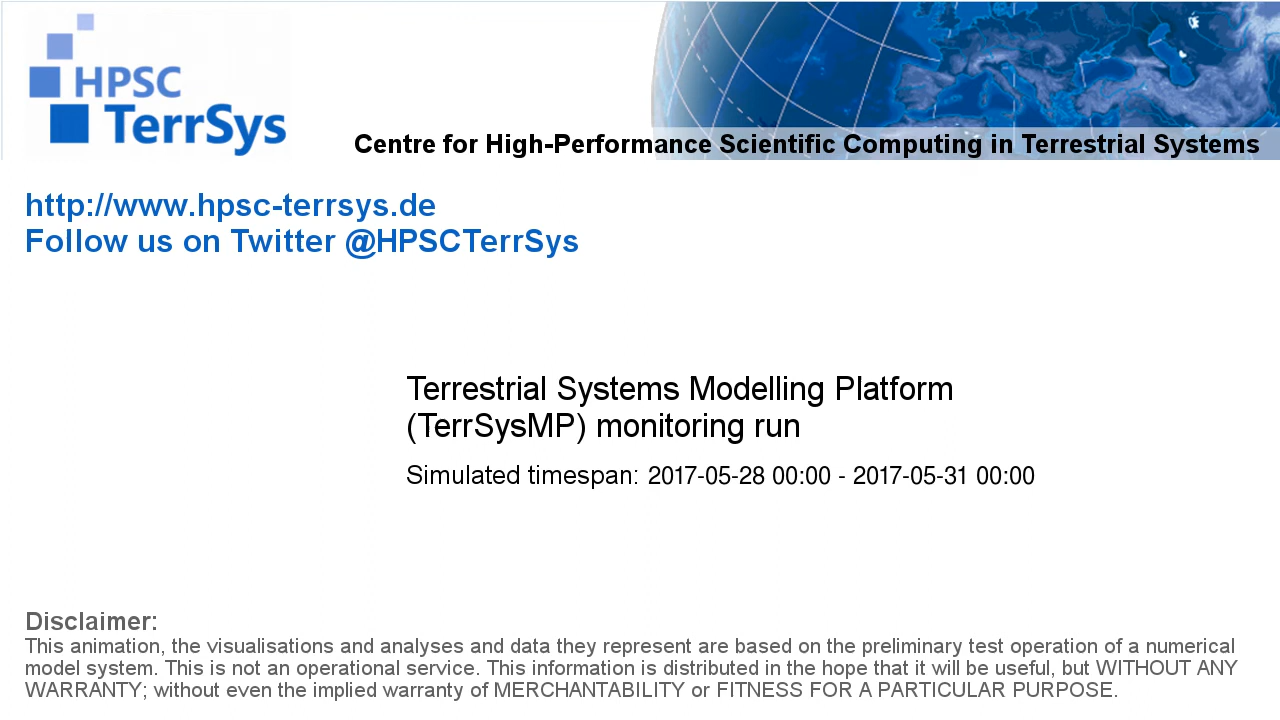 HPSC
TerrSys
Centre for High-Performance Scientific Computing in Terrestrial Systems
http://www.hpsc-terrsys.de
Follow us on Twitter @HPSCTerrSys
Terrestrial Systems Modelling Platform
(TerrSysMP) monitoring run
Simulated timespan: 2017-05-28 00:00 - 2017-05-31 00:00
Disclaimer:
This animation, the visualisations and analyses and data they represent are based on the preliminary test operation of a numerical
model system. This is not an operational service. This information is distributed in the hope that it will be useful, but WITHOUT ANY
WARRANTY; without even the implied warranty of MERCHANTABILITY or FITNESS FOR A PARTICULAR PURPOSE.